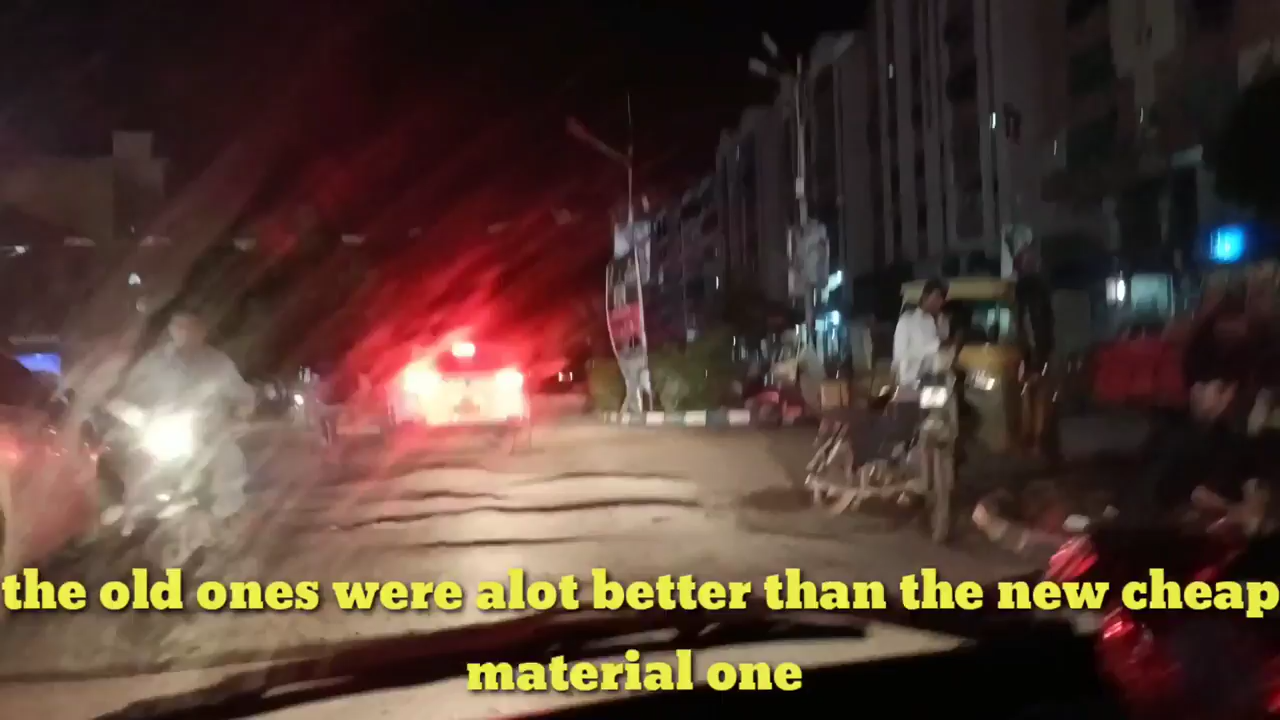 the old ones were alot better than the new cheap
material one